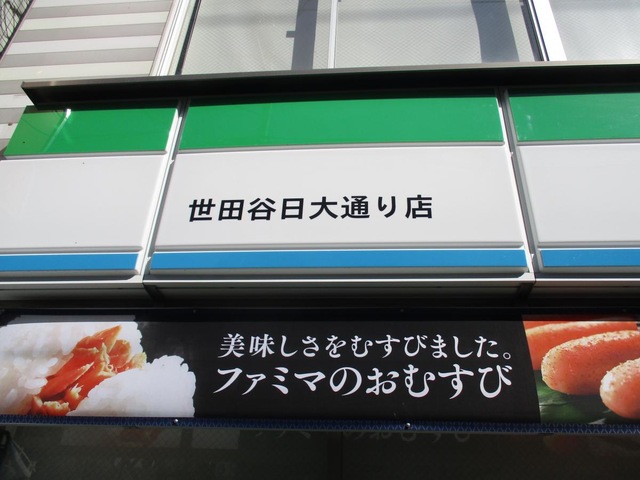 世田谷日大通り店
美味しさをむすびました。
ファミマのおむすび